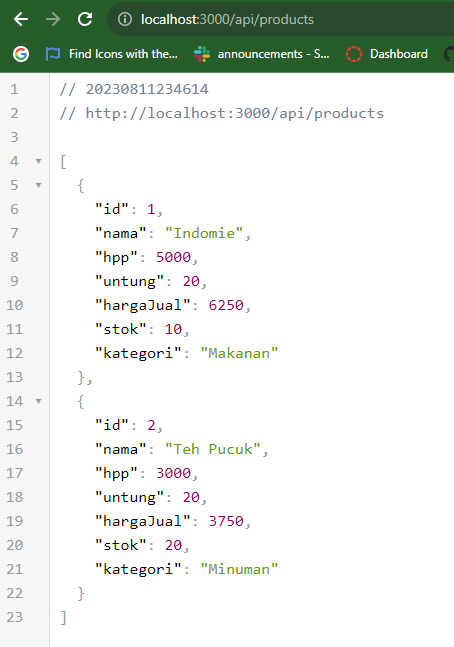 localhost:3000/api/products
Find Icons with the...
announcements - S...
Dashboard
1 // 20230811234614
2 // http://localhost:3000/api/products
3
4 [
5 {
6 "id": 1,
7 "nama": "Indomie",
8 "hpp": 5000,
9 "untung": 20,
10 "hargaJual": 6250,
11 "stok": 10,
12 "kategori": "Makanan"
13 },
14 {
15 "id": 2,
16 "nama": "Teh Pucuk",
17 "hpp": 3000,
18 "untung": 20,
19 "hargaJual": 3750,
20 "stok": 20,
21 "kategori": "Minuman"
22 }
23 ]